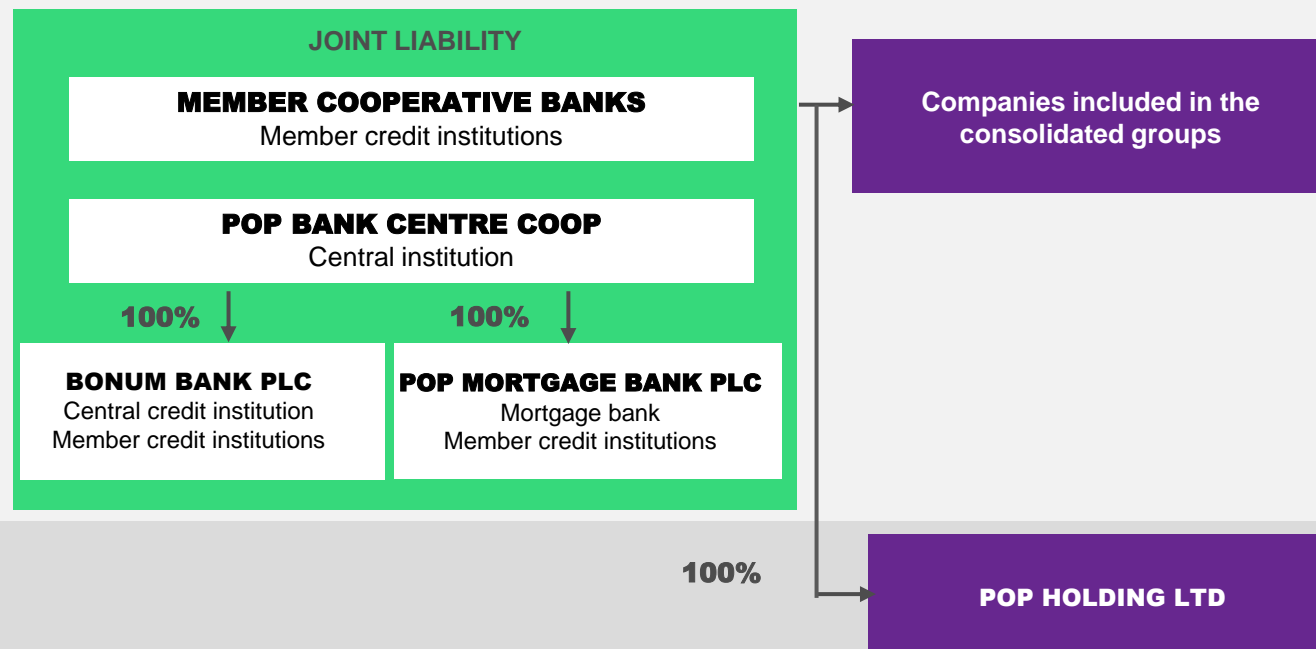 JOINT LIABILITY
MEMBER COOPERATIVE BANKS
Member credit institutions
Companies included in the
consolidated groups
POP BANK CENTRE COOP
Central institution
100%
100%
BONUM BANK PLC
Central credit institution
Member credit institutions
POP MORTGAGE BANK PLC
Mortgage bank
Member credit institutions
100%
POP HOLDING LTD